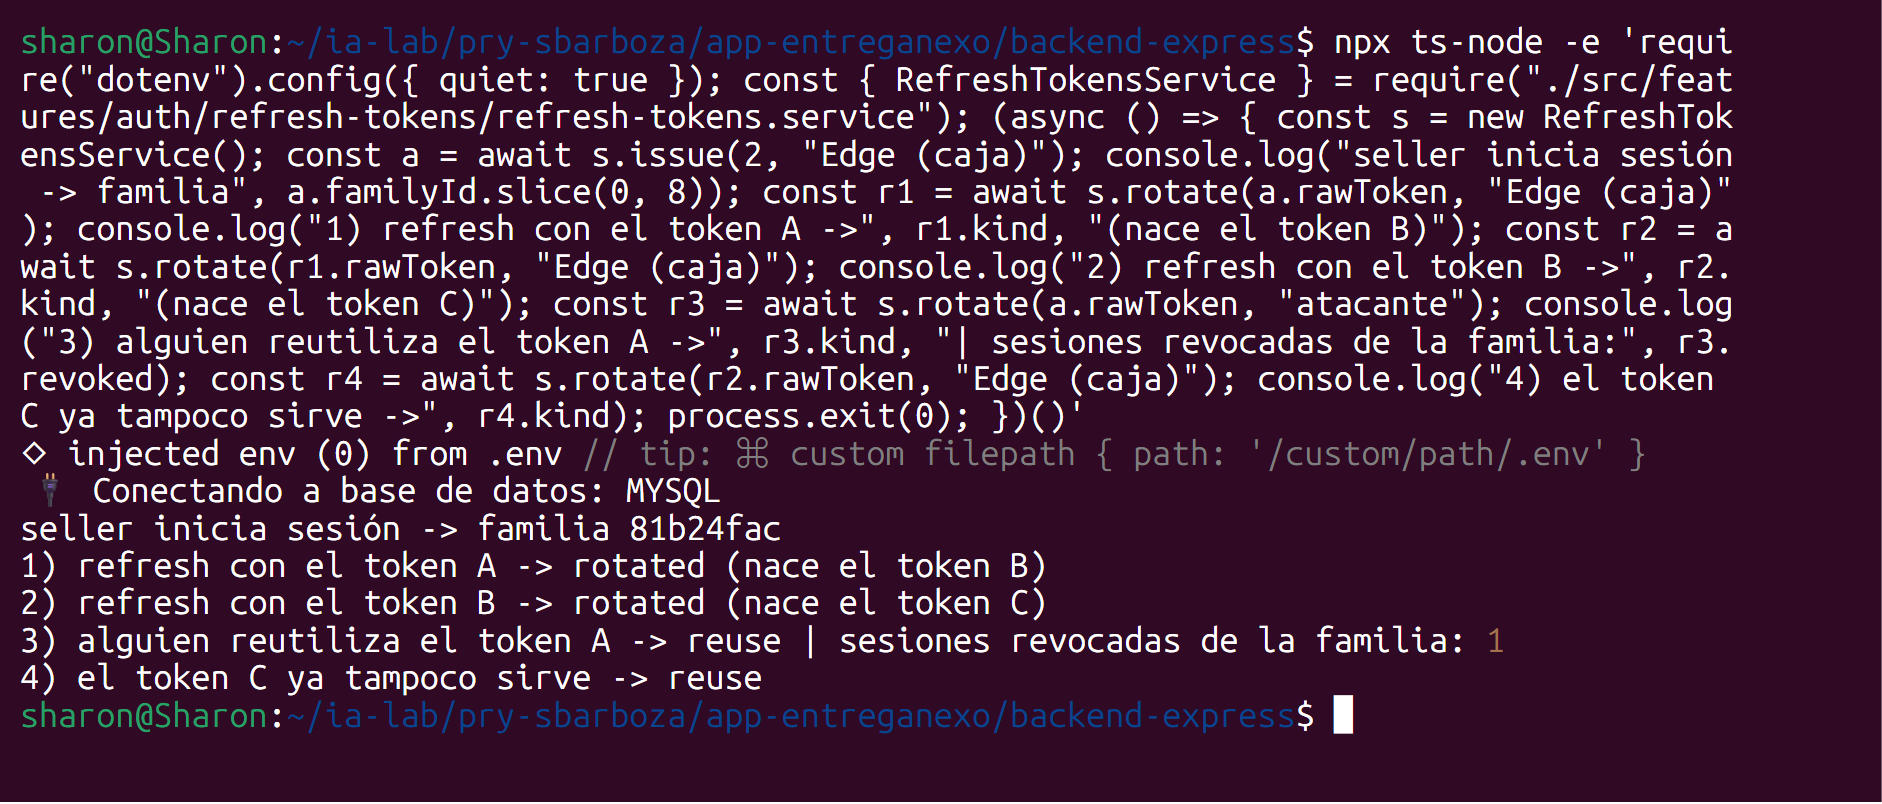 sharon@Sharon:~/ia-lab/pry-sbarboza/app-entreganexo/backend-express$ npx ts-node -e 'requi
re("dotenv").config({ quiet: true }); const { RefreshTokensService } = require("./src/feat
ures/auth/refresh-tokens/refresh-tokens.service"); (async () => { const s = new RefreshTok
ensService(); const a = await s.issue(2, "Edge (caja)"); console.log("seller inicia sesión
 -> familia", a.familyId.slice(0, 8)); const r1 = await s.rotate(a.rawToken, "Edge (caja)"
); console.log("1) refresh con el token A ->", r1.kind, "(nace el token B)"); const r2 = a
wait s.rotate(r1.rawToken, "Edge (caja)"); console.log("2) refresh con el token B ->", r2.
kind, "(nace el token C)"); const r3 = await s.rotate(a.rawToken, "atacante"); console.log
("3) alguien reutiliza el token A ->", r3.kind, "| sesiones revocadas de la familia:", r3.
revoked); const r4 = await s.rotate(r2.rawToken, "Edge (caja)"); console.log("4) el token 
C ya tampoco sirve ->", r4.kind); process.exit(0); })()'
◇ injected env (0) from .env // tip: ⌘ custom filepath { path: '/custom/path/.env' }
🔌 Conectando a base de datos: MYSQL
seller inicia sesión -> familia 81b24fac
1) refresh con el token A -> rotated (nace el token B)
2) refresh con el token B -> rotated (nace el token C)
3) alguien reutiliza el token A -> reuse | sesiones revocadas de la familia: 1
4) el token C ya tampoco sirve -> reuse
sharon@Sharon:~/ia-lab/pry-sbarboza/app-entreganexo/backend-express$